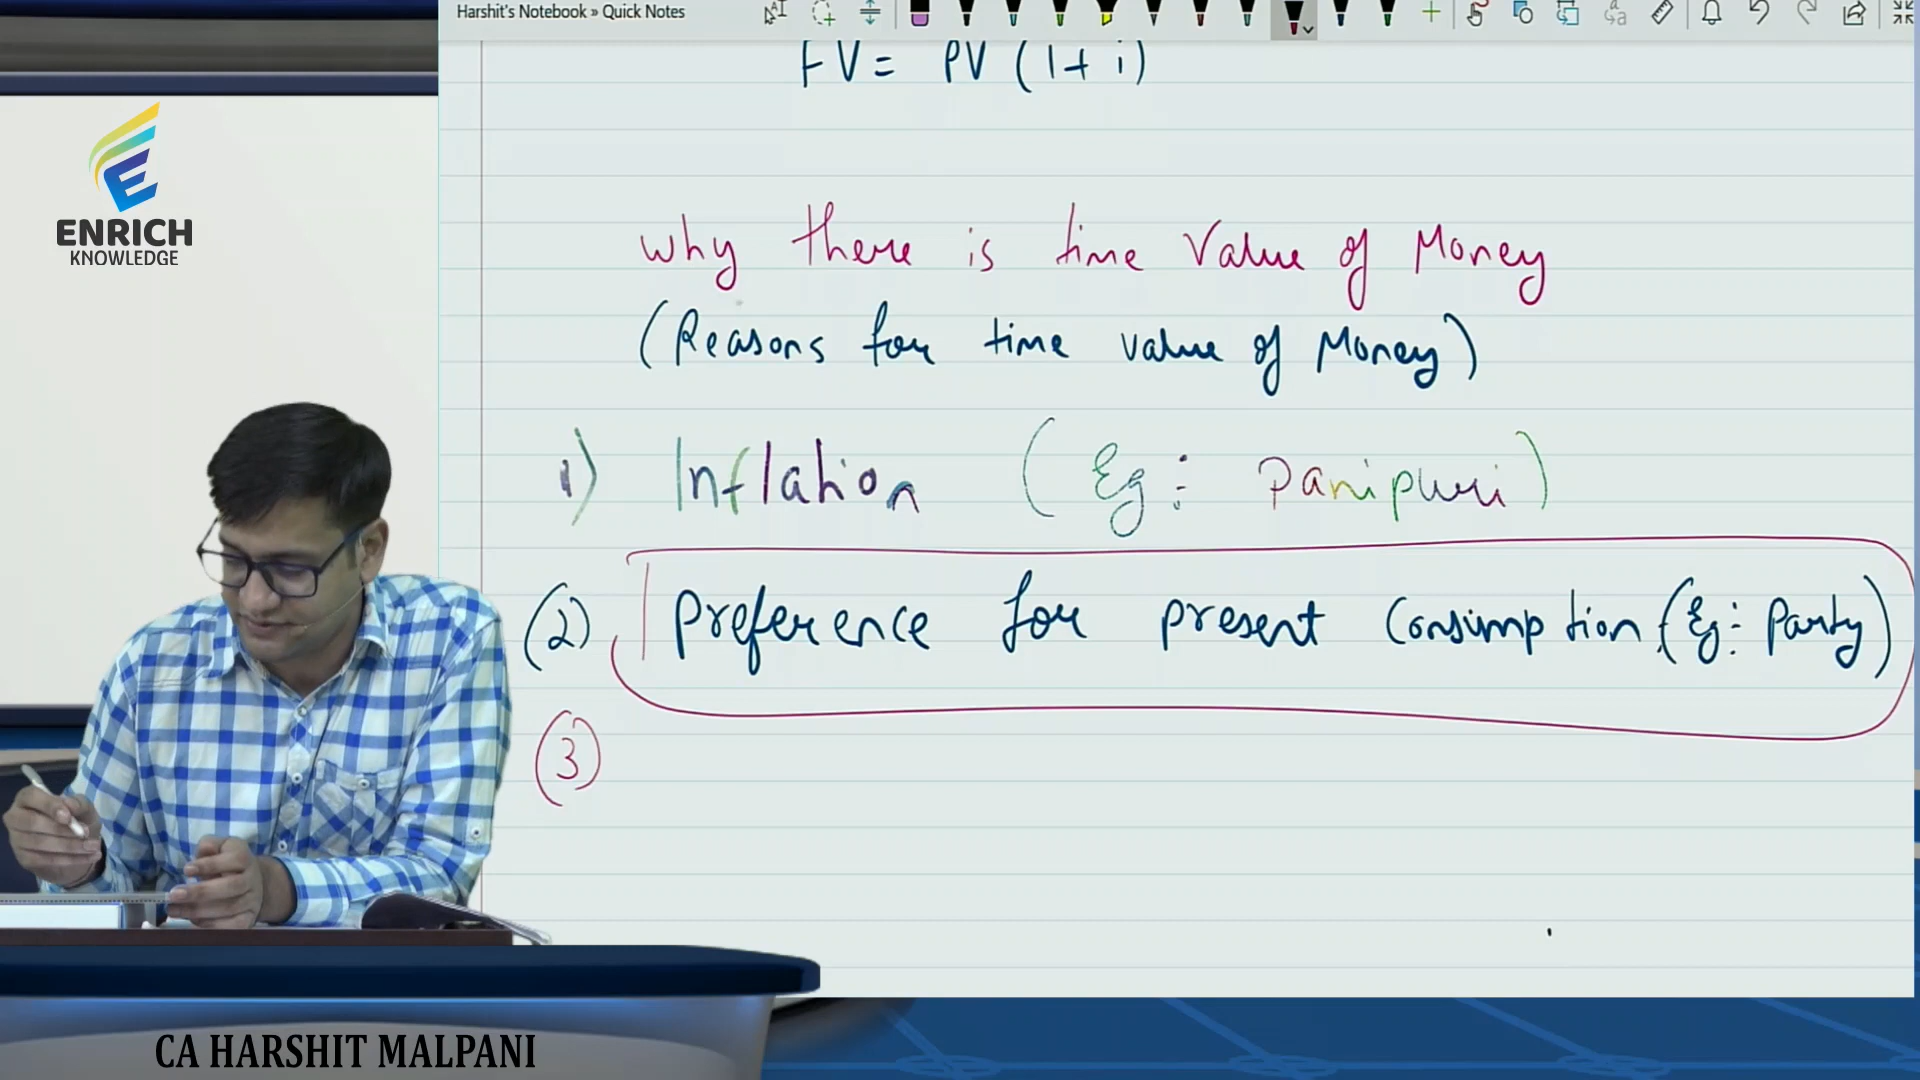 Harshit's Notebook » Quick Notes
FV = PV (1+i)
ENRICH
KNOWLEDGE
Why there is time Value of Money
(Reasons for time value of Money)
1) Inflation (Eg: Panipuri)
(2) Preference for present Consimption (Eg: Party)
(3)
CA HARSHIT MALPANI